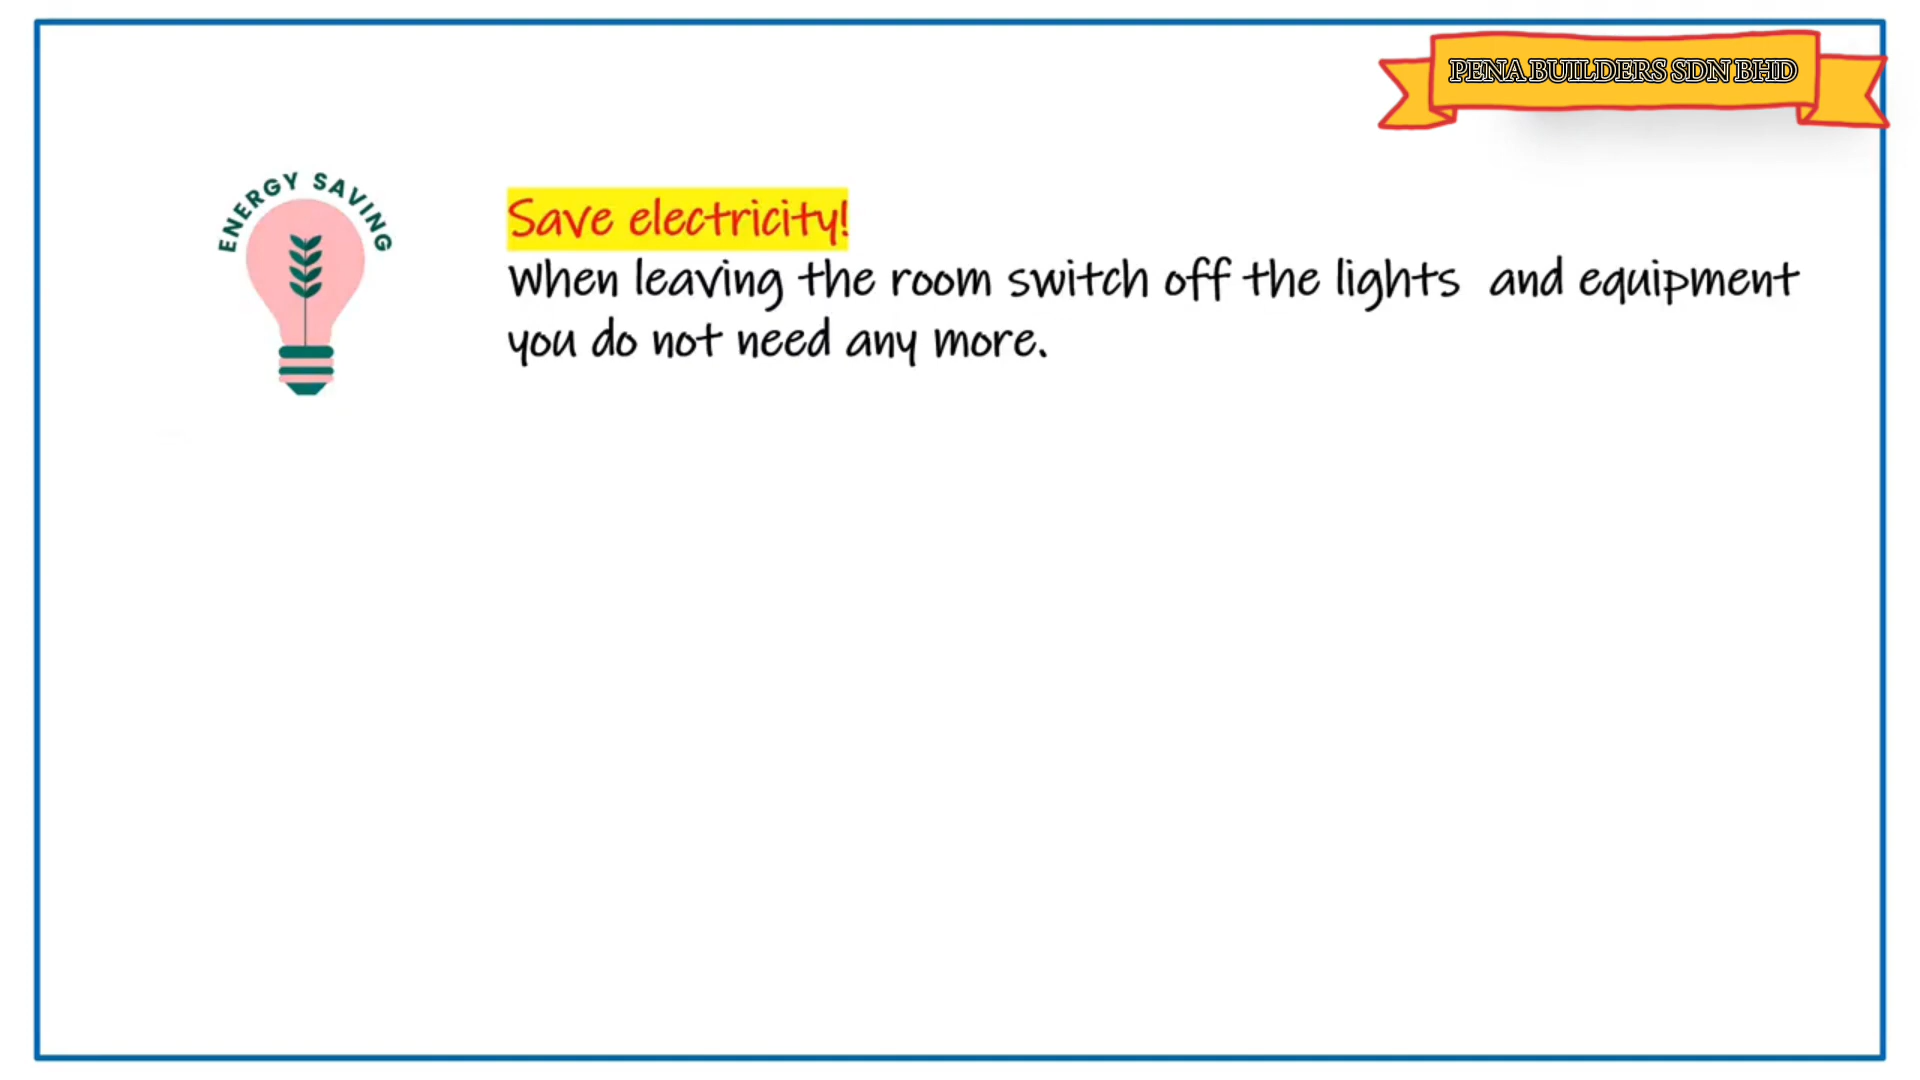 PENA BUILDERS SDN BHD
ENERGY SAVING
Save electricity!
When leaving the room switch off the lights and equipment
you do not need any more.